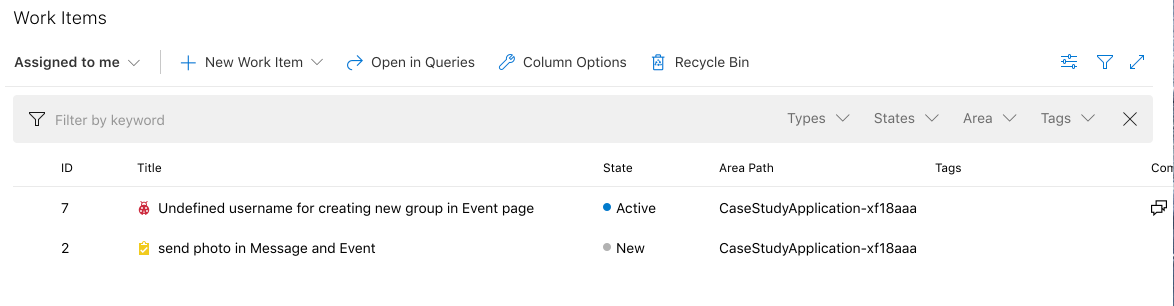 Work Items
Assigned to me New Work Item Open in Queries Column Options Recycle Bin
Filter by keyword Types States Area Tags
ID Title State Area Path Tags Com
7 Undefined username for creating new group in Event page Active CaseStudyApplication-xf18aaa
2 send photo in Message and Event New CaseStudyApplication-xf18aaa